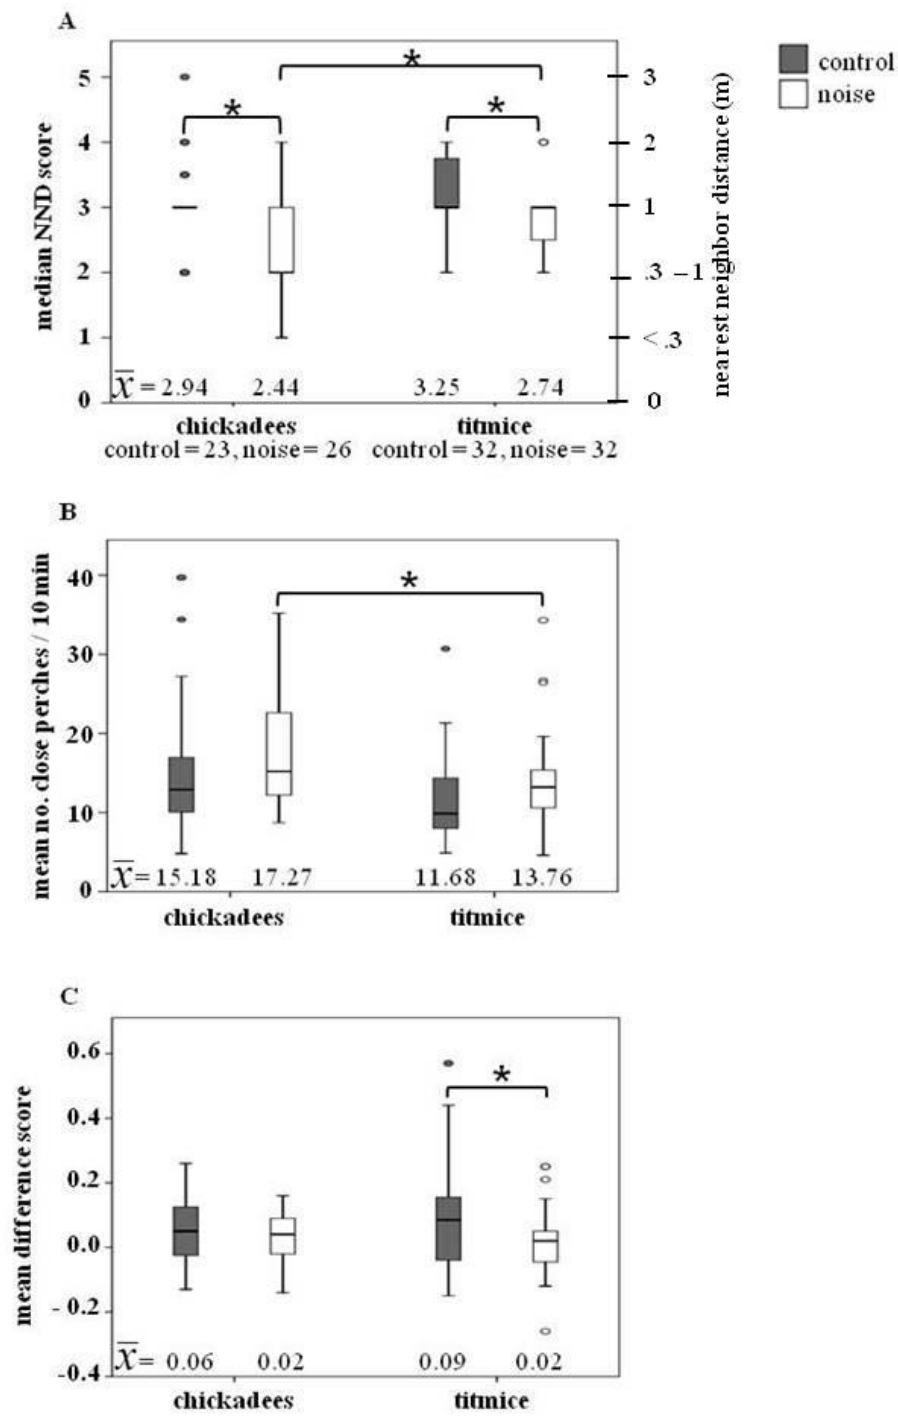 A
control
noise
median NND score
5
4
3
2
1
0
*
*
*
3
2
1
.3 –1
< .3
0
nearest neighbor distance (m)
x̅ = 2.94 2.44 3.25 2.74
chickadees titmice
control = 23, noise = 26 control = 32, noise = 32
B
mean no. close perches / 10 min
40
30
20
10
0
*
x̅ = 15.18 17.27 11.68 13.76
chickadees titmice
C
mean difference score
0.6
0.4
0.2
0.0
- 0.2
-0.4
*
x̅ = 0.06 0.02 0.09 0.02
chickadees titmice